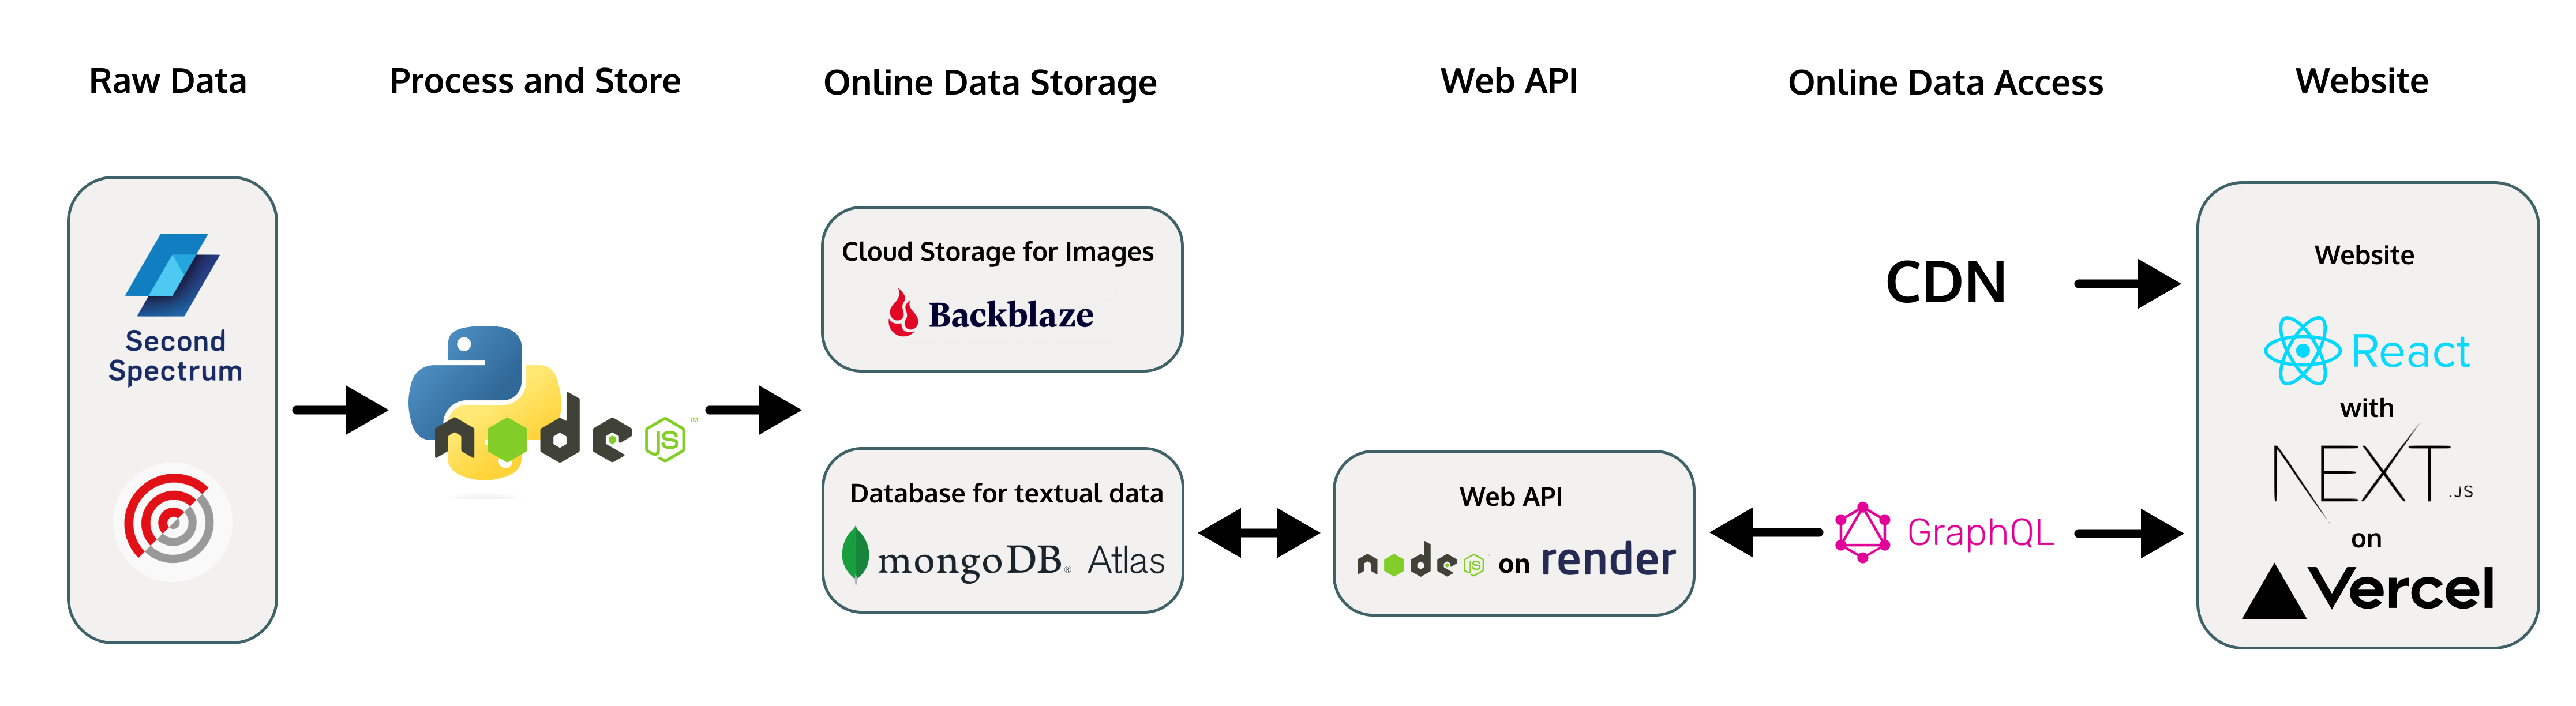 Raw Data
Process and Store
Online Data Storage
Web API
Online Data Access
Website
Second
Spectrum
node JS ™
Cloud Storage for Images
Backblaze
Database for textual data
mongoDB® Atlas
Web API
node JS on render
CDN
GraphQL
Website
React
with
NEXT.JS
on
Vercel